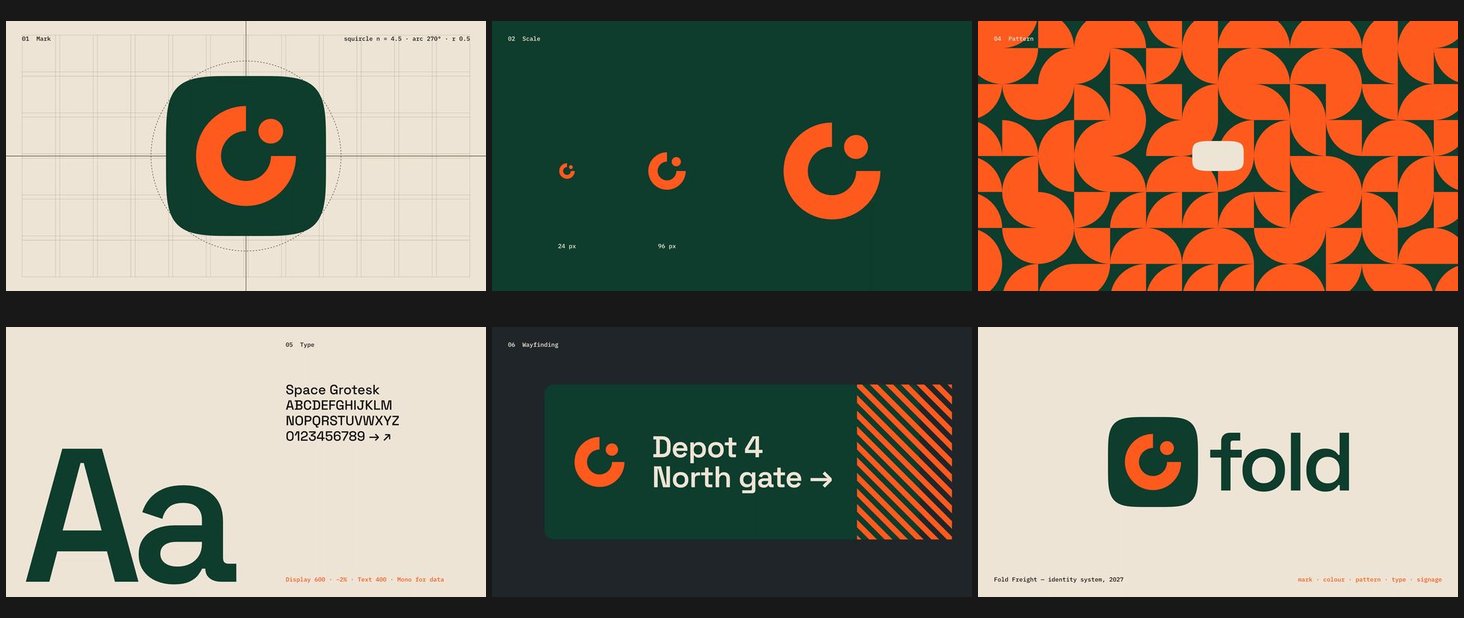 01 Mark
squircle n = 4.5 · arc 270° · r 0.5
02 Scale
24 px
96 px
04 Pattern
05 Type
Space Grotesk
ABCDEFGHIJKLM
NOPQRSTUVWXYZ
0123456789 → ↗
Aa
Display 600 · −2% · Text 400 · Mono for data
06 Wayfinding
Depot 4
North gate →
fold
Fold Freight — identity system, 2027
mark · colour · pattern · type · signage